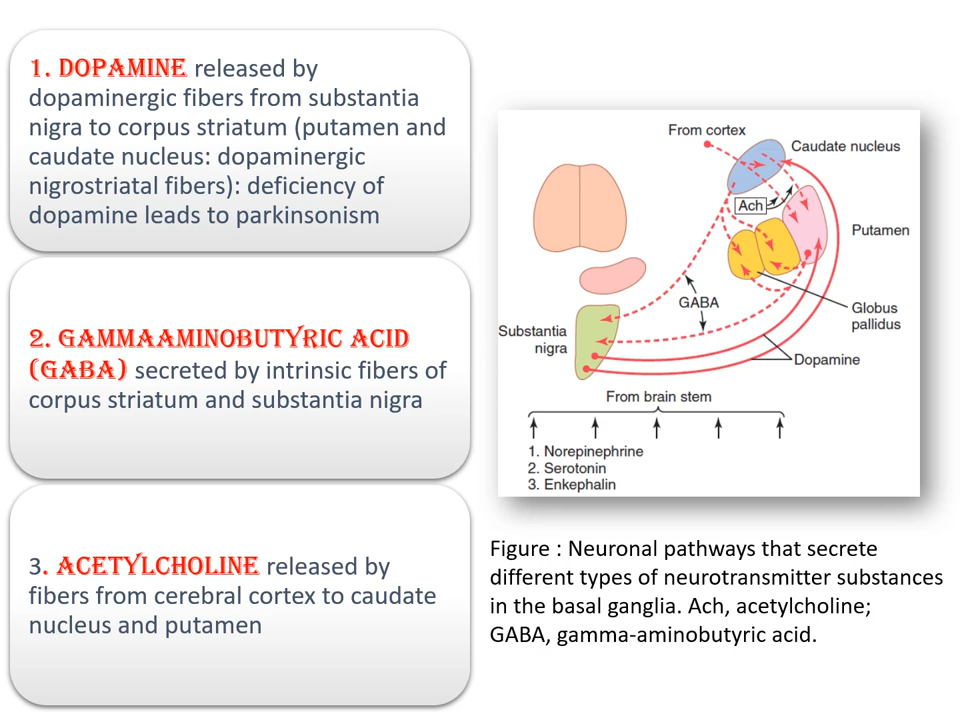 1. DOPAMINE released by
dopaminergic fibers from substantia
nigra to corpus striatum (putamen and
caudate nucleus: dopaminergic
nigrostriatal fibers): deficiency of
dopamine leads to parkinsonism
2. GAMMAAMINOBUTYRIC ACID
(GABA) secreted by intrinsic fibers of
corpus striatum and substantia nigra
3. ACETYLCHOLINE released by
fibers from cerebral cortex to caudate
nucleus and putamen
From cortex
Caudate nucleus
Ach
Putamen
GABA
Globus
pallidus
Substantia
nigra
Dopamine
From brain stem
1. Norepinephrine
2. Serotonin
3. Enkephalin
Figure : Neuronal pathways that secrete
different types of neurotransmitter substances
in the basal ganglia. Ach, acetylcholine;
GABA, gamma-aminobutyric acid.